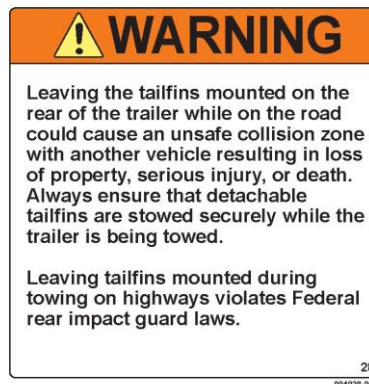 WARNING
Leaving the tailfins mounted on the
rear of the trailer while on the road
could cause an unsafe collision zone
with another vehicle resulting in loss
of property, serious injury, or death.
Always ensure that detachable
tailfins are stowed securely while the
trailer is being towed.
Leaving tailfins mounted during
towing on highways violates Federal
rear impact guard laws.